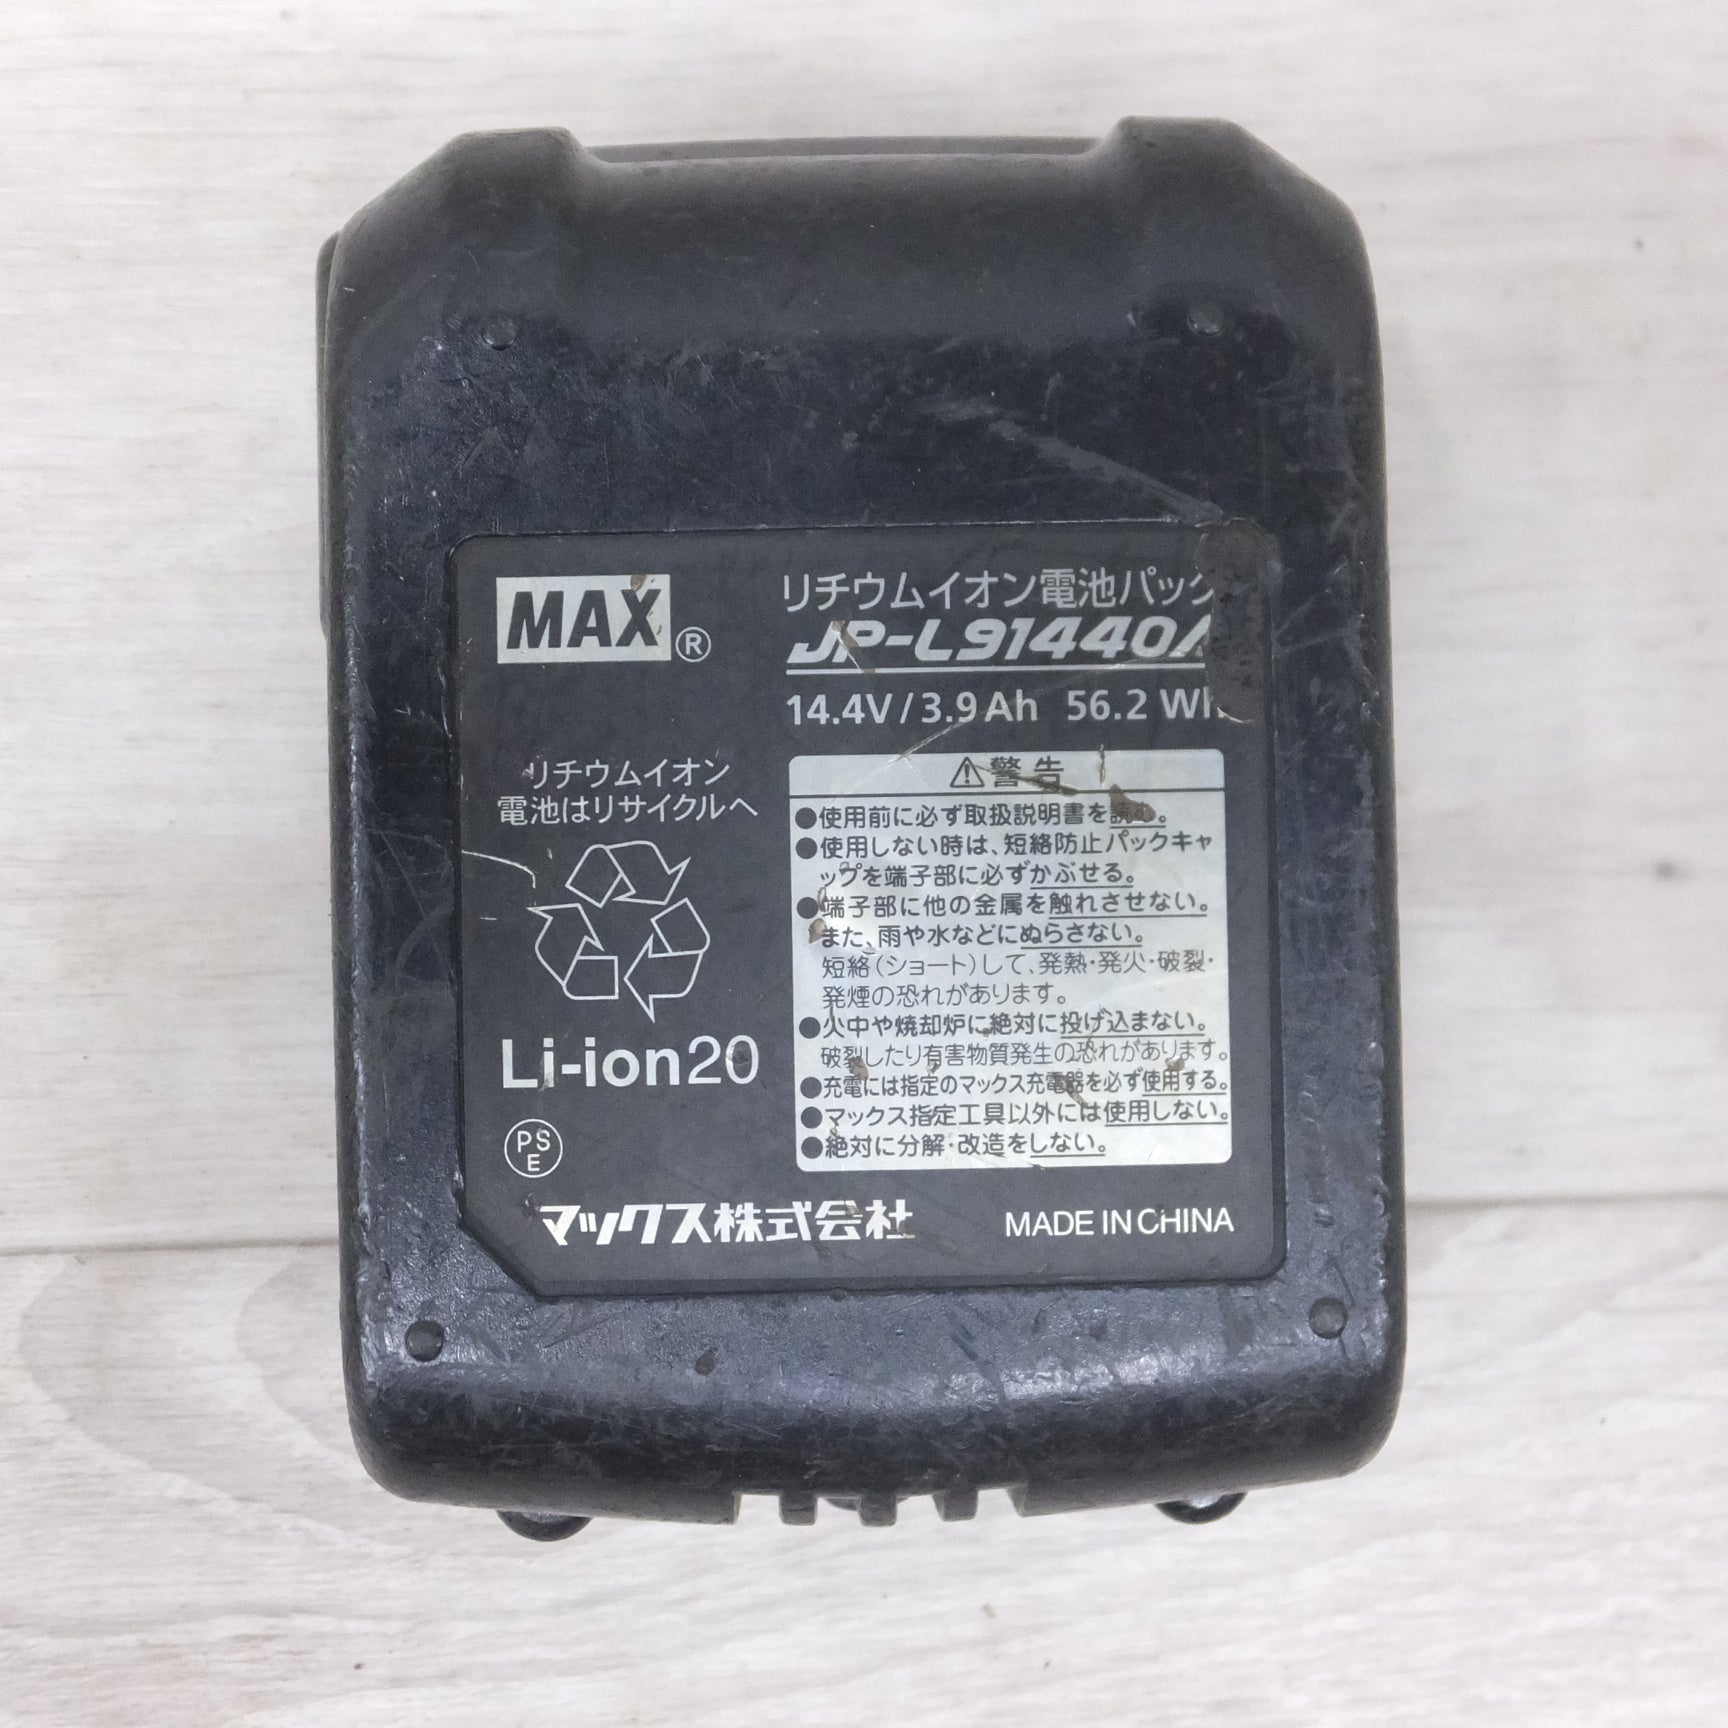 MAX®
リチウムイオン電池パック
JP-L91440A
14.4V/3.9Ah 56.2 Wh
リチウムイオン
電池はリサイクルへ
Li-ion20
PS
E
⚠警告
●使用前に必ず取扱説明書を読む。
●使用しない時は、短絡防止パックキャ
ップを端子部に必ずかぶせる。
●端子部に他の金属を触れさせない。
また、雨や水などにぬらさない。
短絡(ショート)して、発熱・発火・破裂・
発煙の恐れがあります。
●火中や焼却炉に絶対に投げ込まない。
破裂したり有害物質発生の恐れがあります。
●充電には指定のマックス充電器を必ず使用する。
●マックス指定工具以外には使用しない。
●絶対に分解・改造をしない。
マックス株式会社
MADE IN CHINA